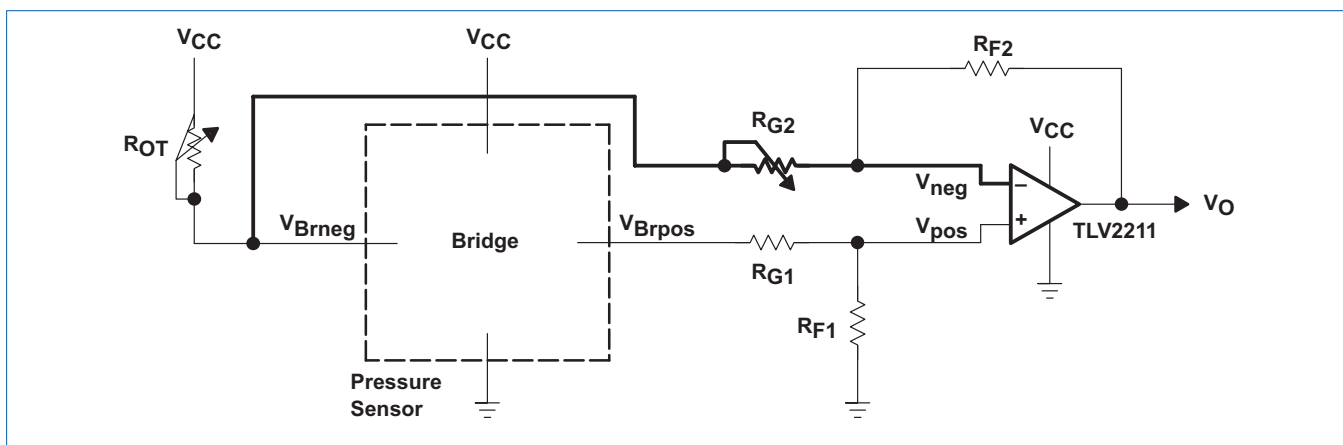 VCC
VCC
RF2
ROT
RG2
VCC
Vneg
−
VO
VBrneg
Bridge
VBrpos
Vpos
+
TLV2211
RG1
RF1
Pressure
Sensor